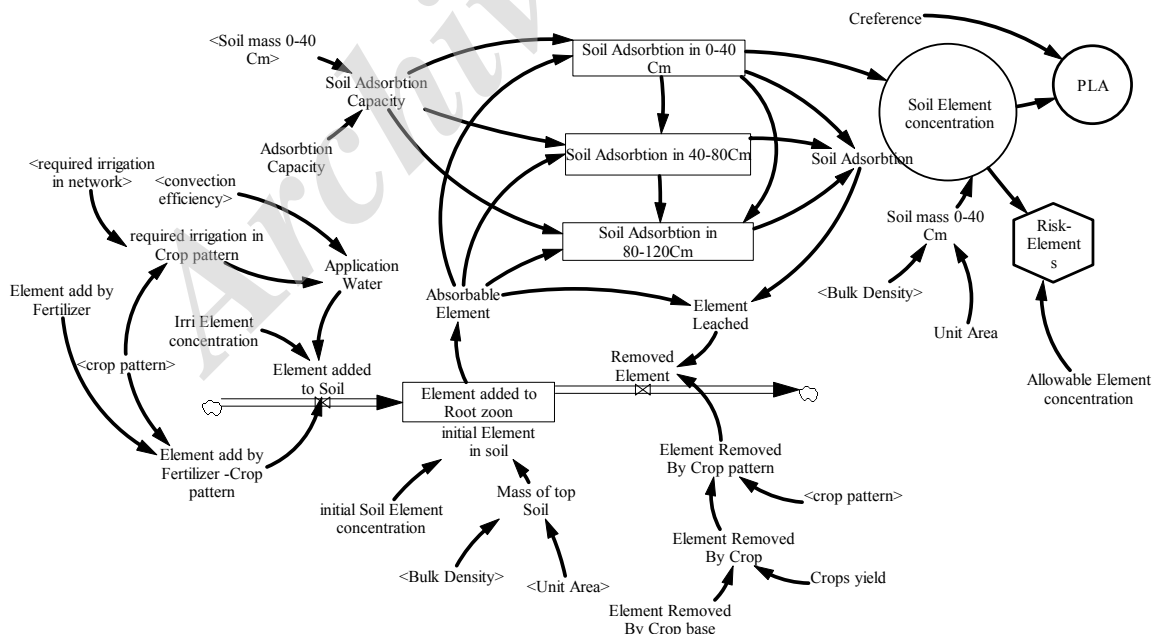 Creference
<Soil mass 0-40
Cm>
Soil Adsorbtion in 0-40
Cm
PLA
Soil Adsorbtion
Capacity
Soil Element
concentration
Adsorbtion
Capacity
Soil Adsorbtion in 40-80Cm
Soil Adsorbtion
<required irrigation
in network>
<convection
efficiency>
Soil mass 0-40
Cm
Risk-
Element
s
Soil Adsorbtion in
80-120Cm
required irrigation in
Crop pattern
Application
Water
Absorbable
Element
Element
Leached
<Bulk Density>
Element add by
Fertilizer
Irri Element
concentration
Unit Area
<crop pattern>
Element added
to Soil
Removed
Element
Allowable Element
concentration
Element added to
Root zoon
initial Element
in soil
Element add by
Fertilizer -Crop
pattern
Element Removed
By Crop pattern
Mass of top
Soil
<crop pattern>
initial Soil Element
concentration
Element Removed
By Crop
<Bulk Density>
<Unit Area>
Crops yield
Element Removed
By Crop base
Archiv